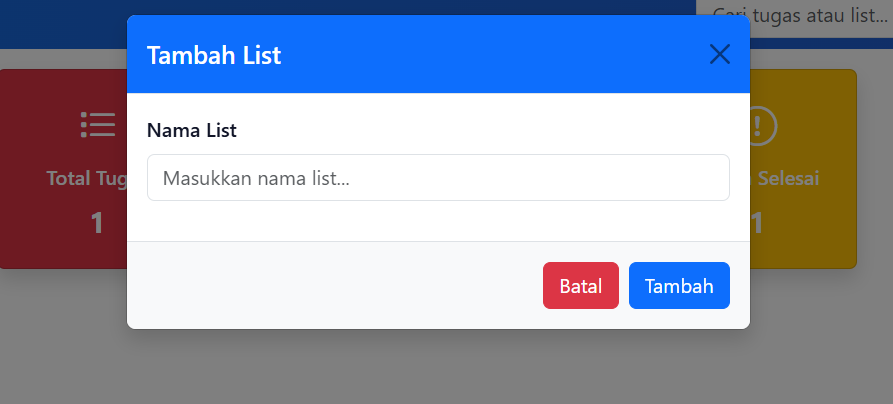 Cari tugas atau list...
Tambah List
Nama List
Masukkan nama list...
Total Tug
1
Selesai
1
Batal
Tambah